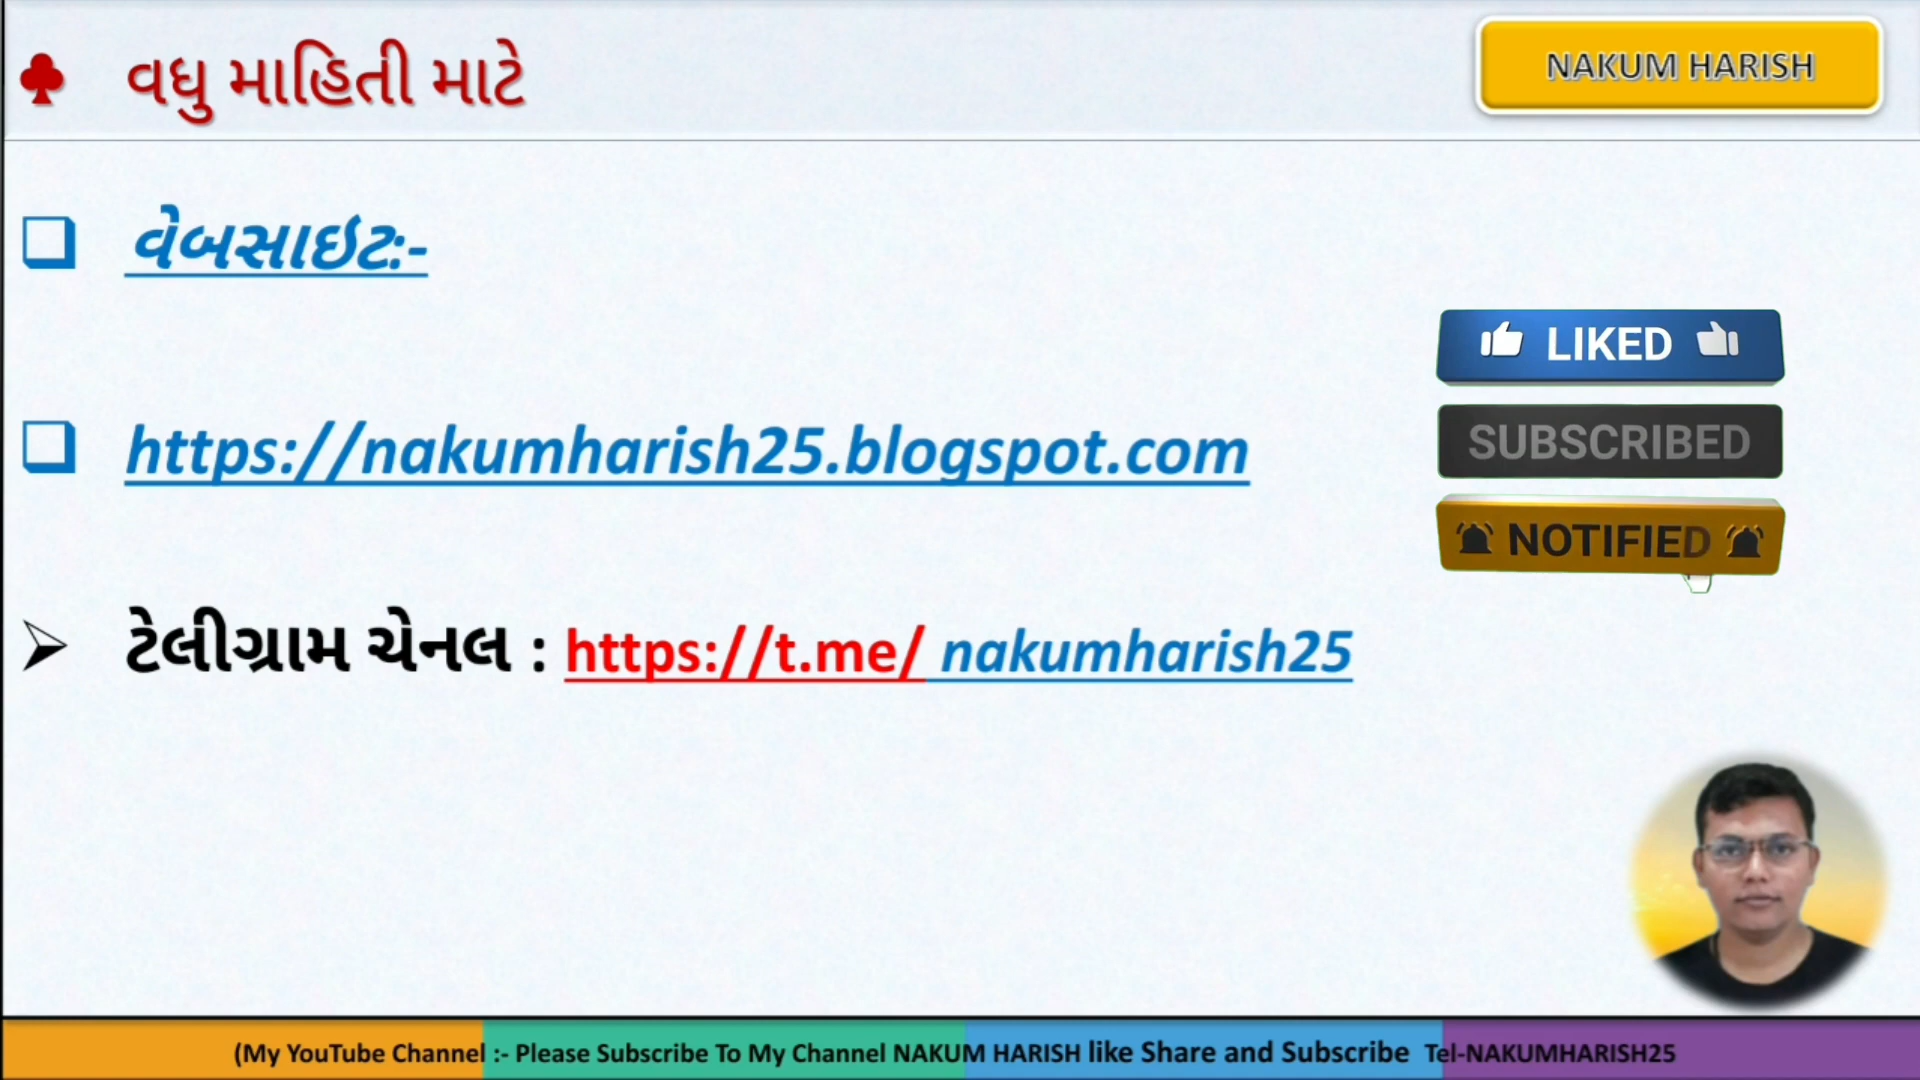 વધુ માહિતી માટે
NAKUM HARISH
વેબસાઇટ:-
https://nakumharish25.blogspot.com
LIKED
SUBSCRIBED
NOTIFIED
ટેલીગ્રામ ચેનલ : https://t.me/ nakumharish25
(My YouTube Channel :- Please Subscribe To My Channel NAKUM HARISH like Share and Subscribe Tel-NAKUMHARISH25